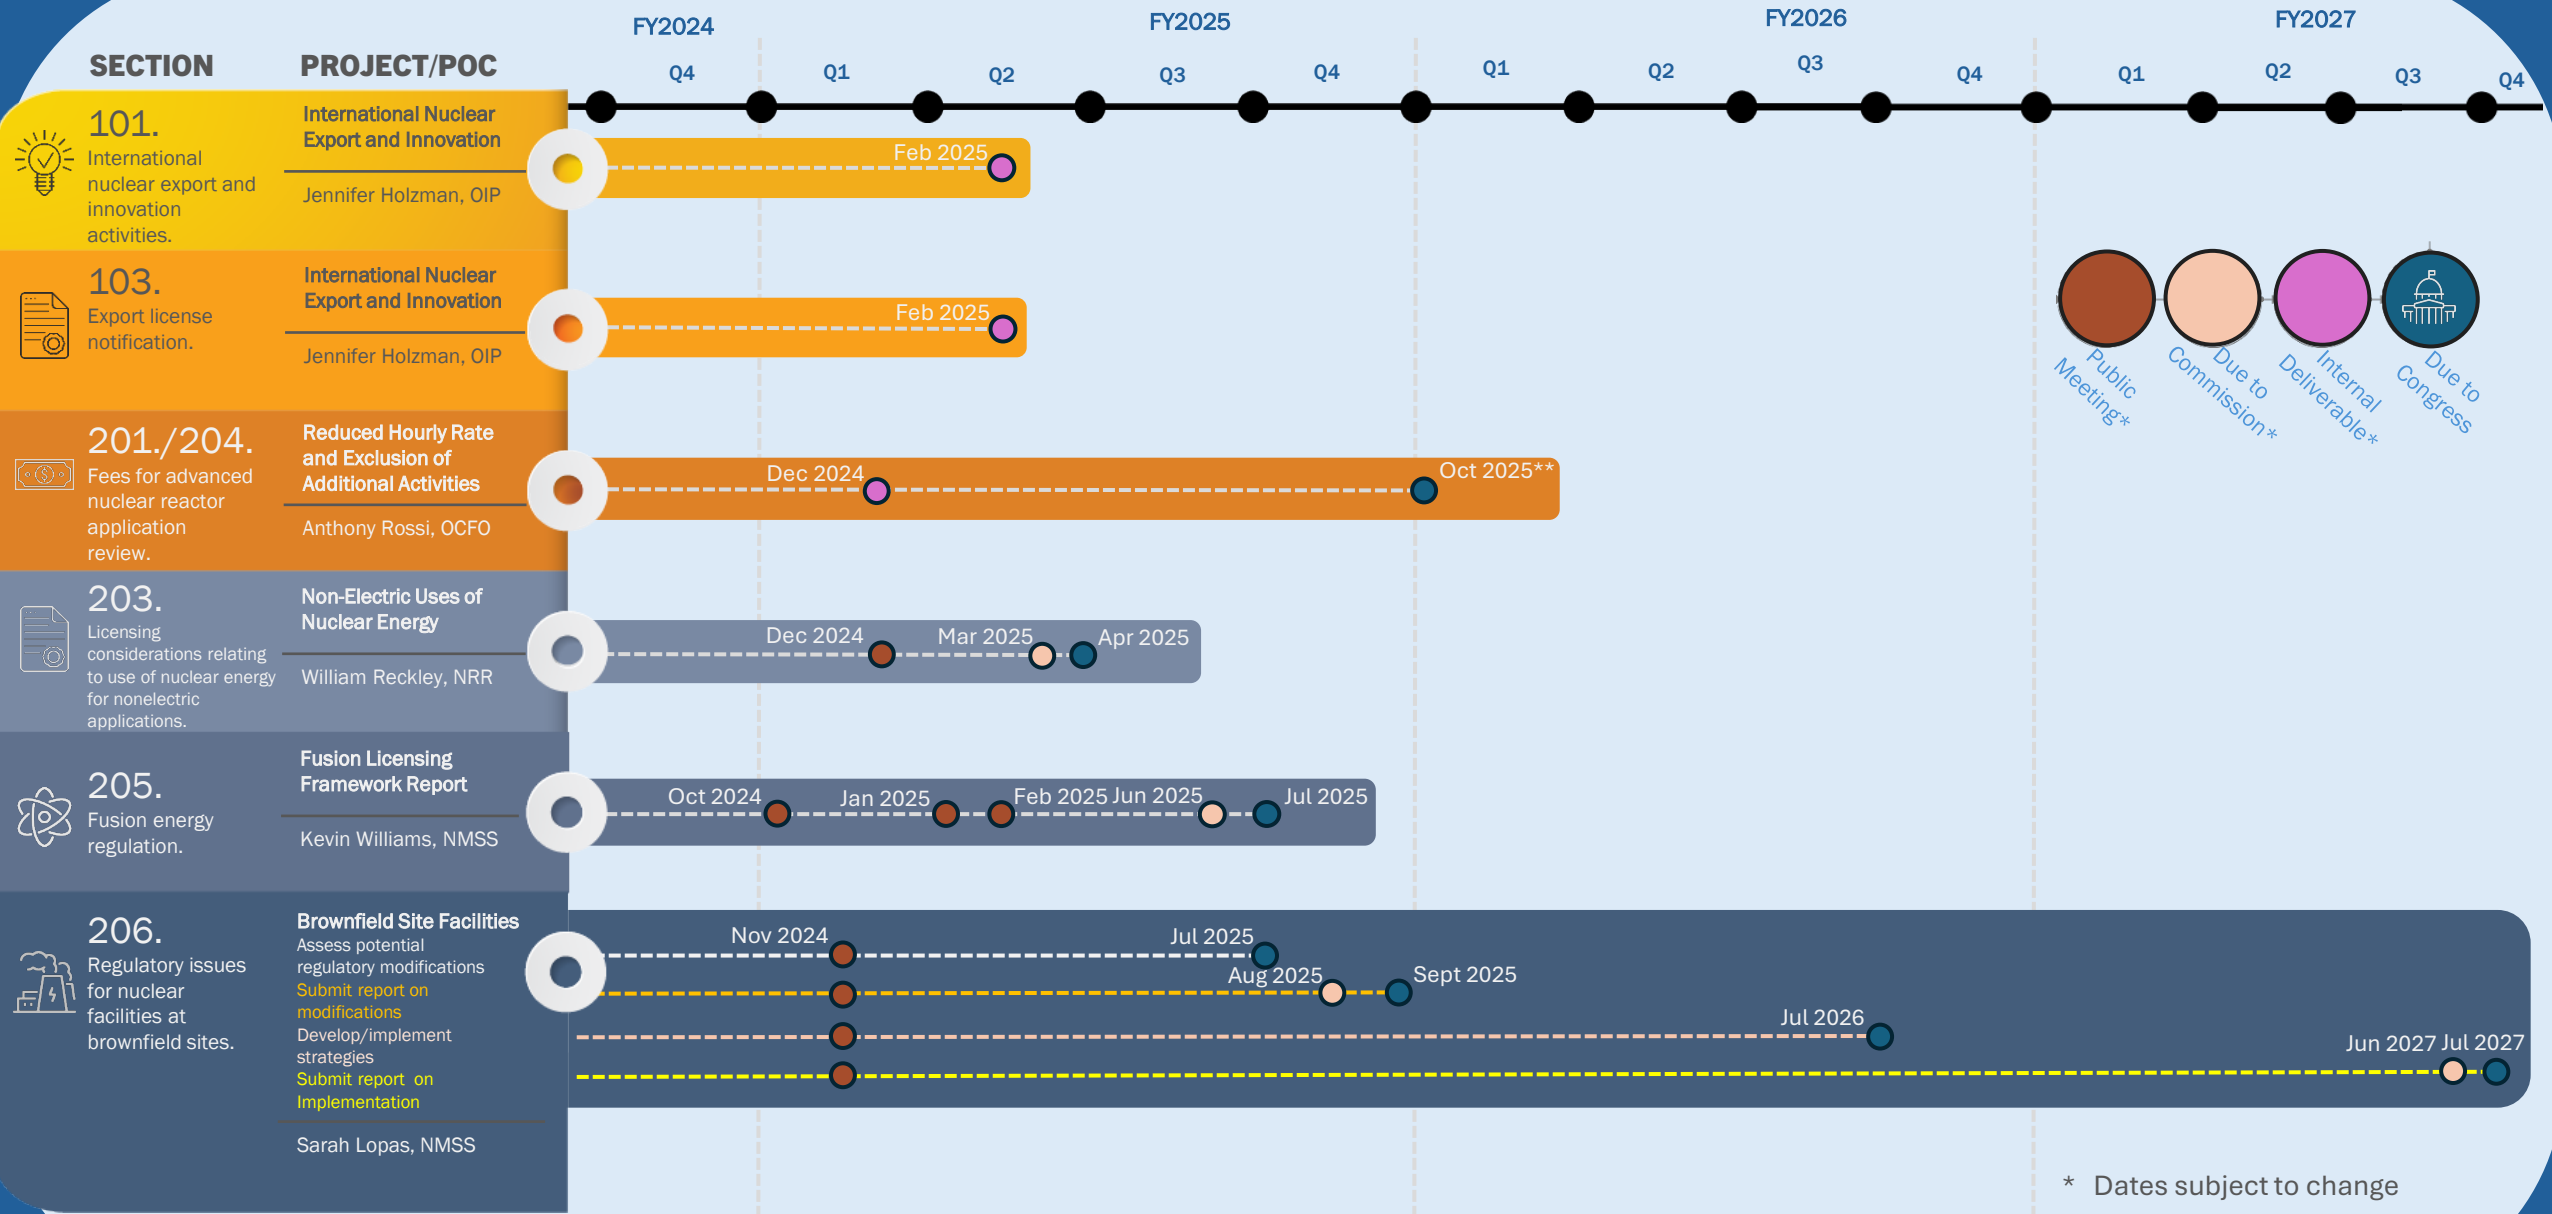 FY2024
FY2025
FY2026
FY2027
SECTION
PROJECT/POC
Q4
Q1
Q2
Q3
Q4
Q1
Q2
Q3
Q4
Q1
Q2
Q3
Q4
101.
International
nuclear export and
innovation
activities.
International Nuclear
Export and Innovation
Jennifer Holzman, OIP
Feb 2025
103.
Export license
notification.
International Nuclear
Export and Innovation
Jennifer Holzman, OIP
Feb 2025
Public
Meeting*
Due to
Commission*
Internal
Deliverable*
Due to
Congress
201./204.
Fees for advanced
nuclear reactor
application
review.
Reduced Hourly Rate
and Exclusion of
Additional Activities
Anthony Rossi, OCFO
Dec 2024
Oct 2025**
203.
Licensing
considerations relating
to use of nuclear energy
for nonelectric
applications.
Non-Electric Uses of
Nuclear Energy
William Reckley, NRR
Dec 2024
Mar 2025
Apr 2025
205.
Fusion energy
regulation.
Fusion Licensing
Framework Report
Kevin Williams, NMSS
Oct 2024
Jan 2025
Feb 2025
Jun 2025
Jul 2025
206.
Regulatory issues
for nuclear
facilities at
brownfield sites.
Brownfield Site Facilities
Assess potential
regulatory modifications
Submit report on
modifications
Develop/implement
strategies
Submit report on
Implementation
Sarah Lopas, NMSS
Nov 2024
Jul 2025
Aug 2025
Sept 2025
Jul 2026
Jun 2027
Jul 2027
* Dates subject to change